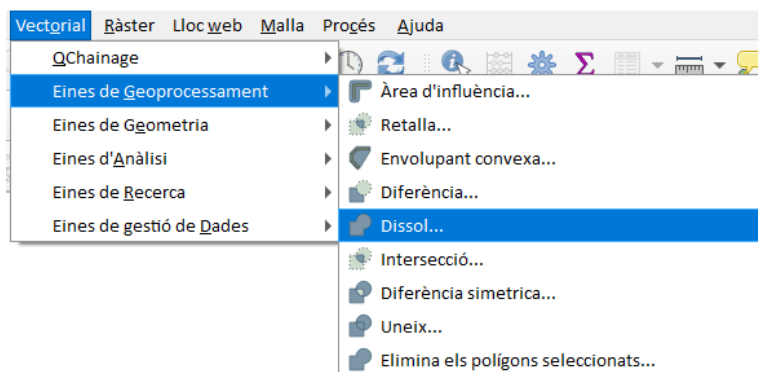 Vectorial Ràster Lloc web Malla Procés Ajuda
QChainage
Eines de Geoprocessament
Eines de Geometria
Eines d'Anàlisi
Eines de Recerca
Eines de gestió de Dades
Àrea d'influència...
Retalla...
Envolupant convexa...
Diferència...
Dissol...
Intersecció...
Diferència simetrica...
Uneix...
Elimina els polígons seleccionats...